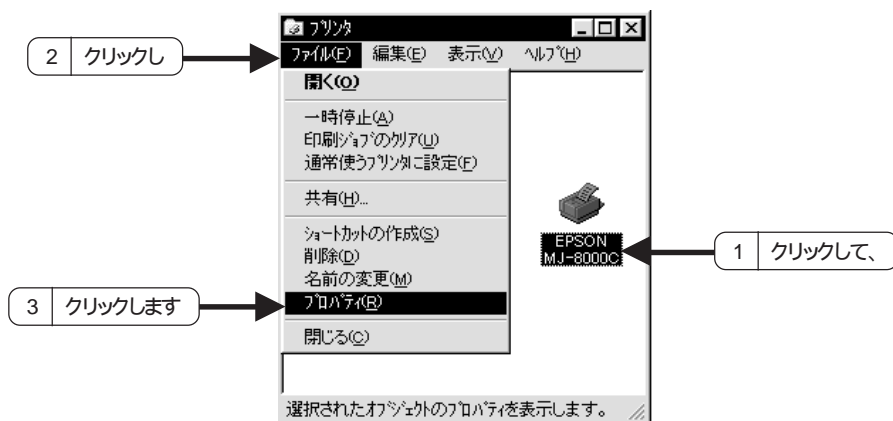 プリンタ
ファイル(F) 編集(E) 表示(V) ヘルプ(H)
2 クリックし
開く(O)
一時停止(A)
印刷ジョブのクリア(U)
通常使うプリンタに設定(F)
共有(H)...
ショートカットの作成(S)
削除(D)
名前の変更(M)
プロパティ(R)
閉じる(C)
EPSON
MJ-8000C
1 クリックして、
3 クリックします
選択されたオブジェクトのプロパティを表示します。